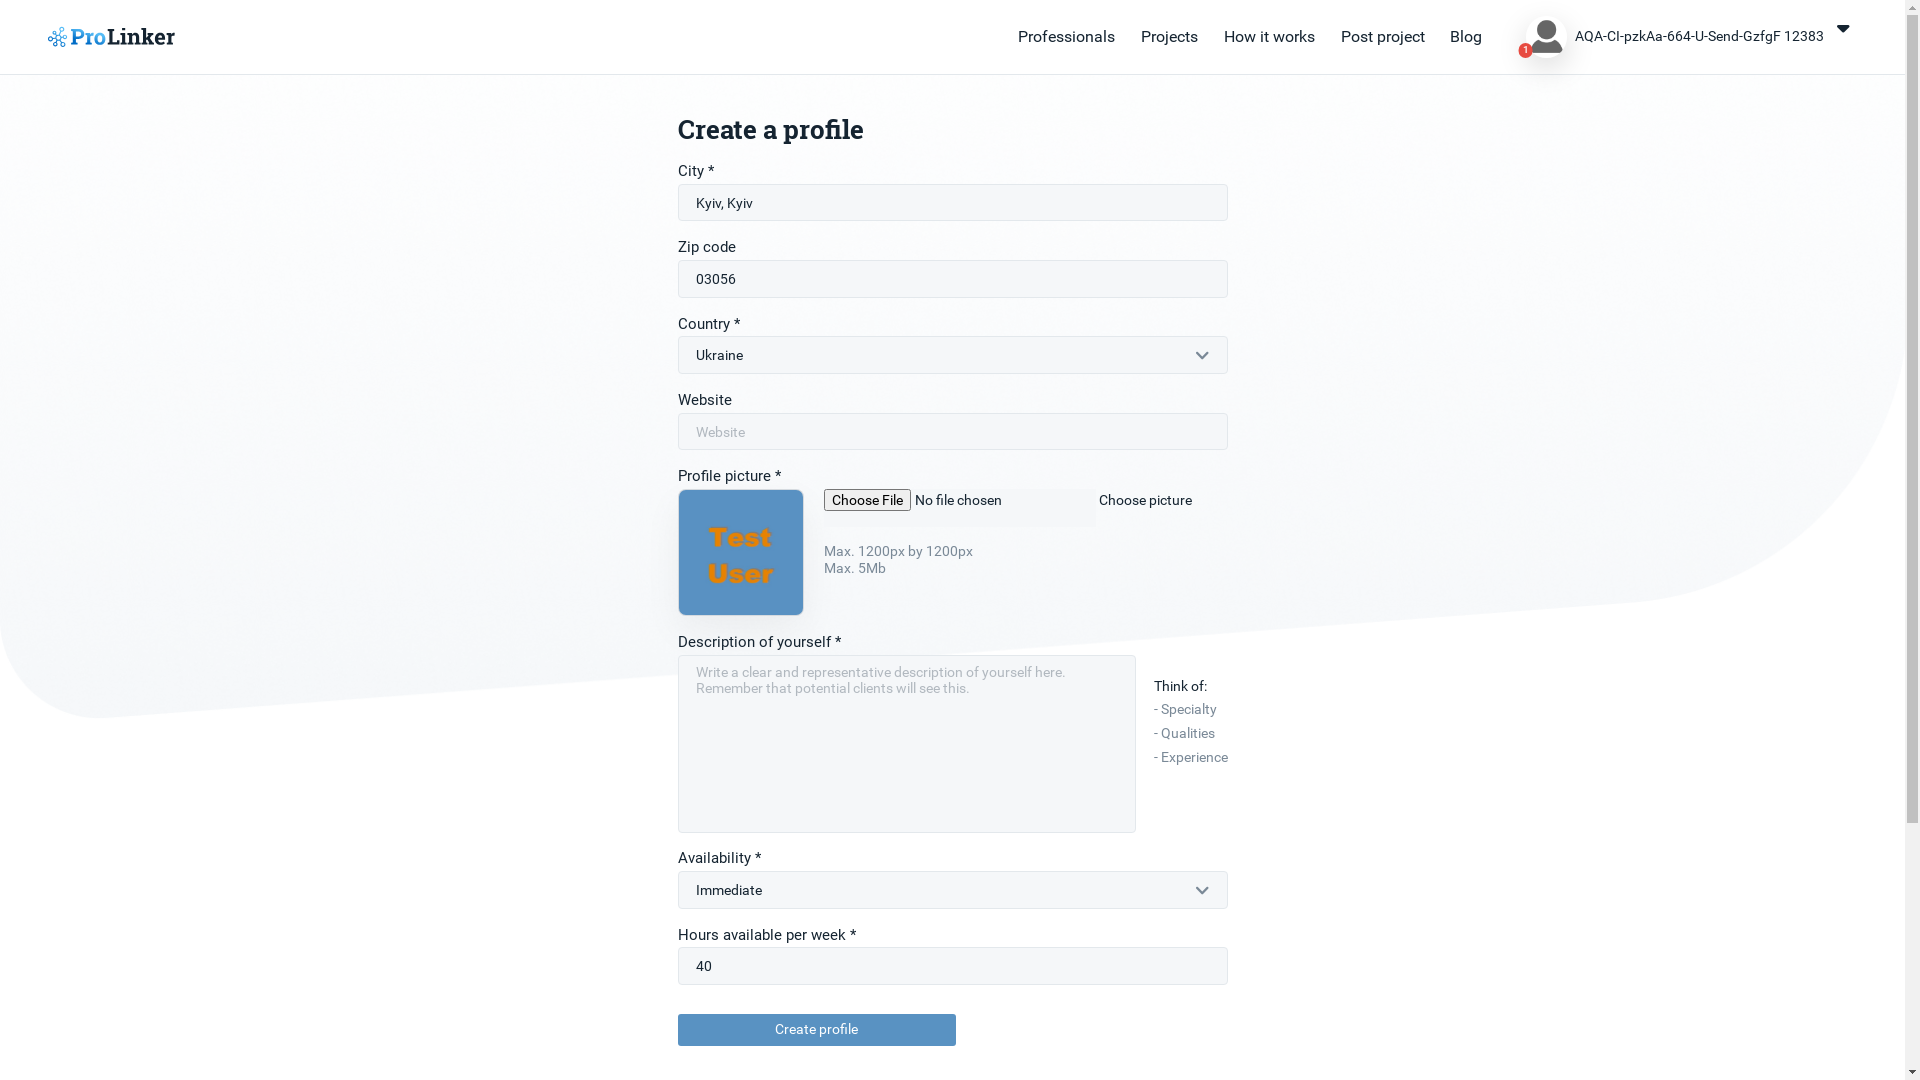 ProLinker
Professionals
Projects
How it works
Post project
Blog
1
AQA-CI-pzkAa-664-U-Send-GzfgF 12383
Create a profile
City *
Kyiv, Kyiv
Zip code
03056
Country *
Ukraine
Website
Website
Profile picture *
Test
User
Choose File No file chosen
Choose picture
Max. 1200px by 1200px
Max. 5Mb
Description of yourself *
Write a clear and representative description of yourself here.
Remember that potential clients will see this.
Think of:
- Specialty
- Qualities
- Experience
Availability *
Immediate
Hours available per week *
40
Create profile